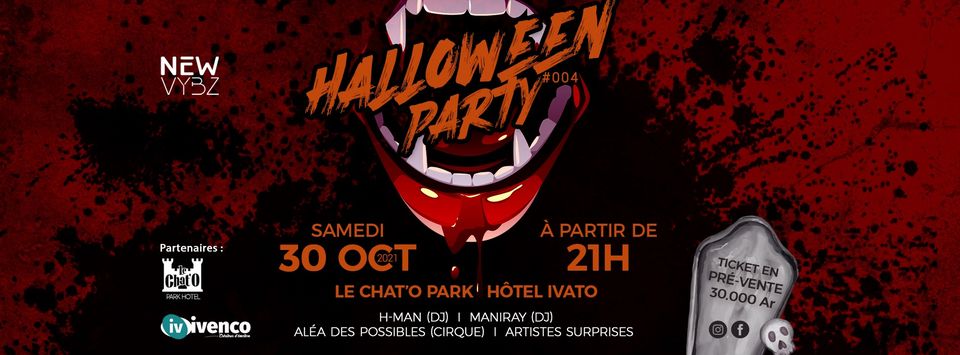 NEW
VYBZ
HALLOWEEN
PARTY
#004
SAMEDI
30 OCT
2021
À PARTIR DE
21H
LE CHAT'O PARK HÔTEL IVATO
H-MAN (DJ) I MANIRAY (DJ)
ALÉA DES POSSIBLES (CIRQUE) I ARTISTES SURPRISES
Partenaires :
le
Chat'O
PARK HOTEL
iv ivenco
TICKET EN
PRÉ-VENTE
30,000 Ar